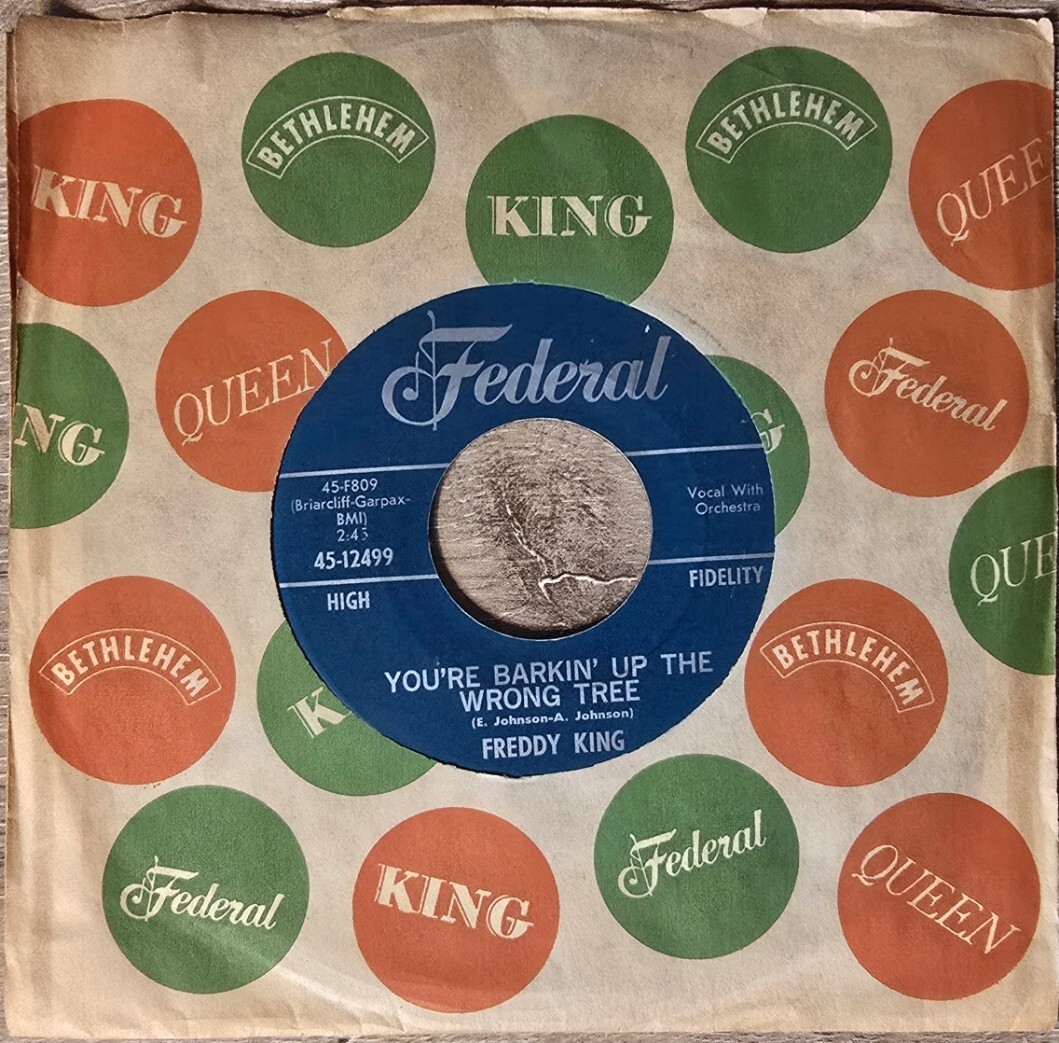 BETHLEHEM
BETHLEHEM
KING
KING
QUEE
QUEEN
Federal
Federal
NG
G
45-F809
(Briarcliff-Garpax-
BMI)
2:45
45-12499
HIGH
Vocal With
Orchestra
FIDELITY
QUE
YOU'RE BARKIN' UP THE
WRONG TREE
(E. Johnson-A. Johnson)
FREDDY KING
BETHLEHEM
BETHLEHEM
K
Federal
KING
Federal
QUEEN